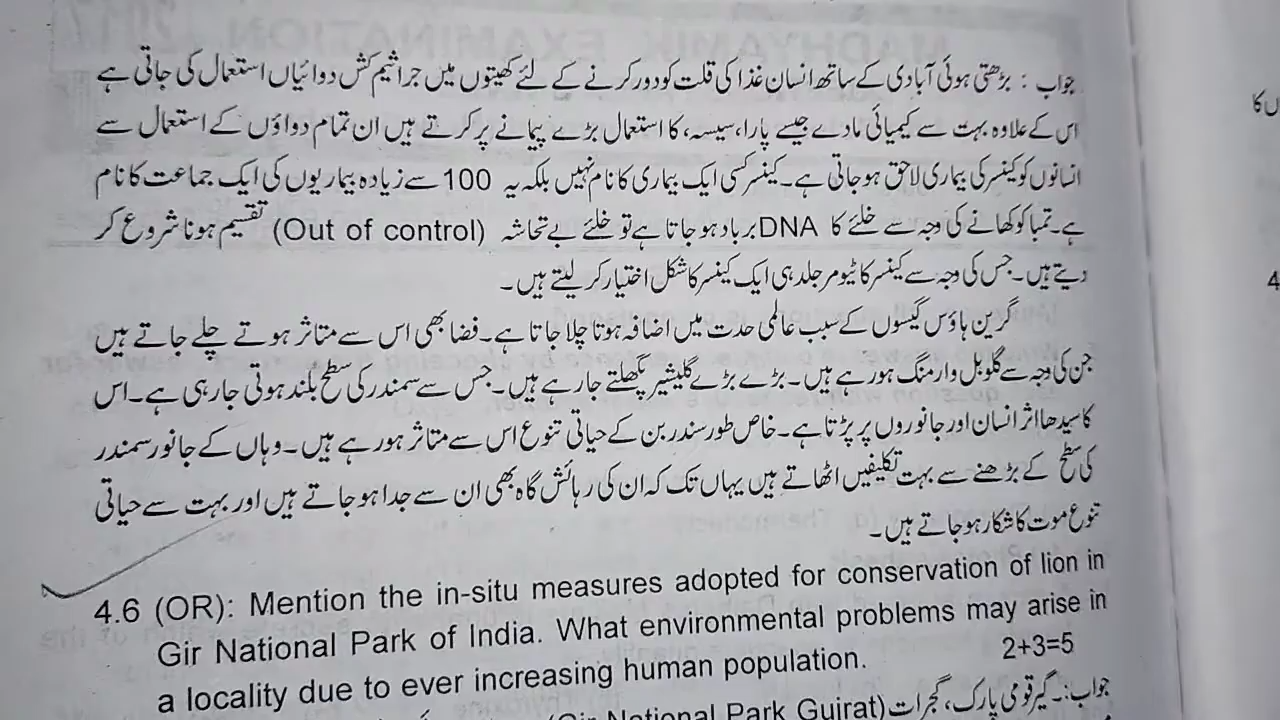 جواب : بڑھتی ہوئی آبادی کے ساتھ انسان غذا کی قلت کو دور کرنے کے لئے کھیتوں میں جراثیم کش دوائیاں استعمال کی جاتی ہے
اس کے علاوہ بہت سے کیمیائی مادے جیسے پارا، سیسہ، کا استعمال بڑے پیمانے پر کرتے ہیں ان تمام دواؤں کے استعمال سے
انسانوں کو کینسر کی بیماری لاحق ہو جاتی ہے۔ کینسر کسی ایک بیماری کا نام نہیں بلکہ یہ 100 سے زیادہ بیماریوں کی ایک جماعت کا نام
ہے۔ تمباکو کھانے کی وجہ سے خلئے کا DNA برباد ہو جاتا ہے تو خلئے بے تحاشہ (Out of control) تقسیم ہونا شروع کر
دیتے ہیں۔ جس کی وجہ سے کینسر کا ٹیومر جلد ہی ایک کینسر کا شکل اختیار کر لیتے ہیں۔
گرین ہاؤس گیسوں کے سبب عالمی حدت میں اضافہ ہوتا چلا جاتا ہے۔ فضا بھی اس سے متاثر ہوتے چلے جاتے ہیں
جن کی وجہ سے گلوبل وارمنگ ہو رہے ہیں۔ بڑے بڑے گلیشیر پگھلتے جا رہے ہیں۔ جس سے سمندر کی سطح بلند ہوتی جا رہی ہے۔ اس
کا سیدھا اثر انسان اور جانوروں پر پڑتا ہے۔ خاص طور سندر بن کے حیاتی تنوع اس سے متاثر ہو رہے ہیں۔ وہاں کے جانور سمندر
کی سطح کے بڑھنے سے بہت تکلیفیں اٹھاتے ہیں یہاں تک کہ ان کی رہائش گاہ بھی ان سے جدا ہو جاتے ہیں اور بہت سے حیاتی
تنوع موت کا شکار ہو جاتے ہیں۔
4.6 (OR): Mention the in-situ measures adopted for conservation of lion in
Gir National Park of India. What environmental problems may arise in
a locality due to ever increasing human population. 2+3=5
جواب:۔ گیر قومی پارک، گجرات (Gir National Park Gujrat)
4